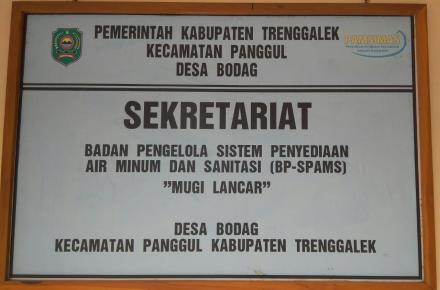 PEMERINTAH KABUPATEN TRENGGALEK
KECAMATAN PANGGUL
DESA BODAG
PAMSIMAS
SEKRETARIAT
BADAN PENGELOLA SISTEM PENYEDIAAN
AIR MINUM DAN SANITASI (BP-SPAMS)
"MUGI LANCAR"
DESA BODAG
KECAMATAN PANGGUL KABUPATEN TRENGGALEK